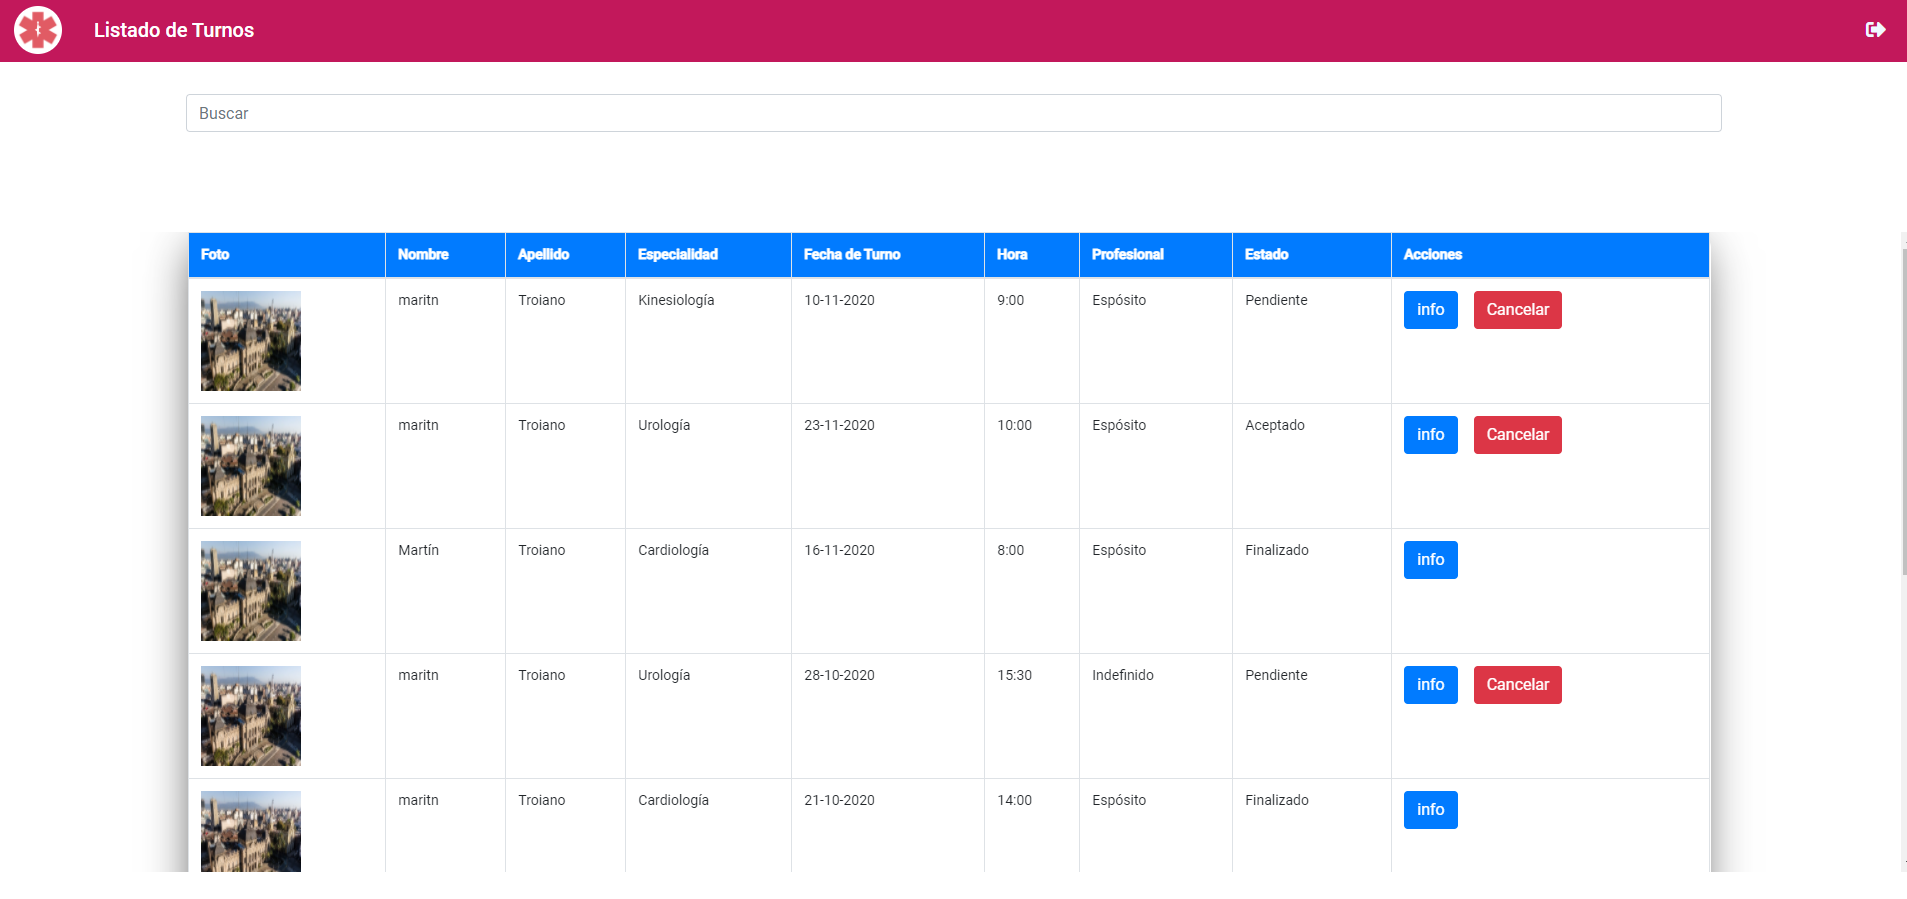 Listado de Turnos
Buscar
Foto Nombre Apellido Especialidad Fecha de Turno Hora Profesional Estado Acciones
maritn Troiano Kinesiología 10-11-2020 9:00 Espósito Pendiente info Cancelar
maritn Troiano Urología 23-11-2020 10:00 Espósito Aceptado info Cancelar
Martín Troiano Cardiología 16-11-2020 8:00 Espósito Finalizado info
maritn Troiano Urología 28-10-2020 15:30 Indefinido Pendiente info Cancelar
maritn Troiano Cardiología 21-10-2020 14:00 Espósito Finalizado info